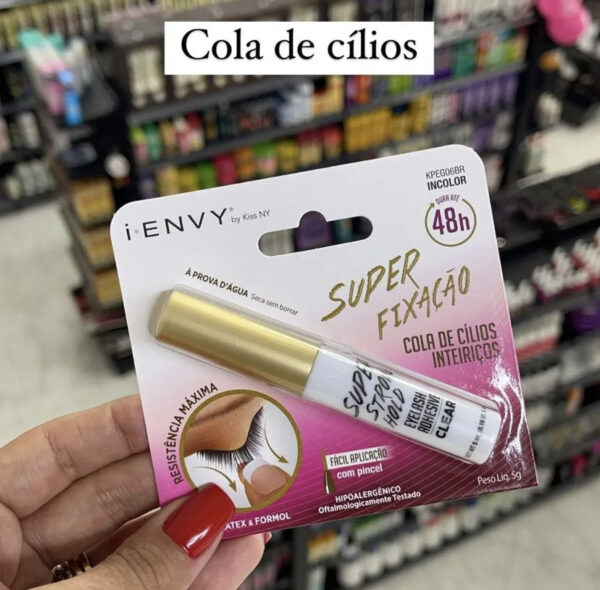 Cola de cílios
KPEG06BR
INCOLOR
i·ENVY® by Kiss NY
DURA ATÉ
48h
À PROVA D'ÁGUA Seca sem borrar
SUPER
FIXAÇÃO
COLA DE CÍLIOS
INTEIRIÇOS
SUPER
STRONG
HOLD
EYELASH
ADHESIVE
CLEAR
RESISTÊNCIA MÁXIMA
FÁCIL APLICAÇÃO
com pincel
HIPOALERGÊNICO
Oftalmologicamente Testado
Peso Liq. 5g
LATEX & FORMOL